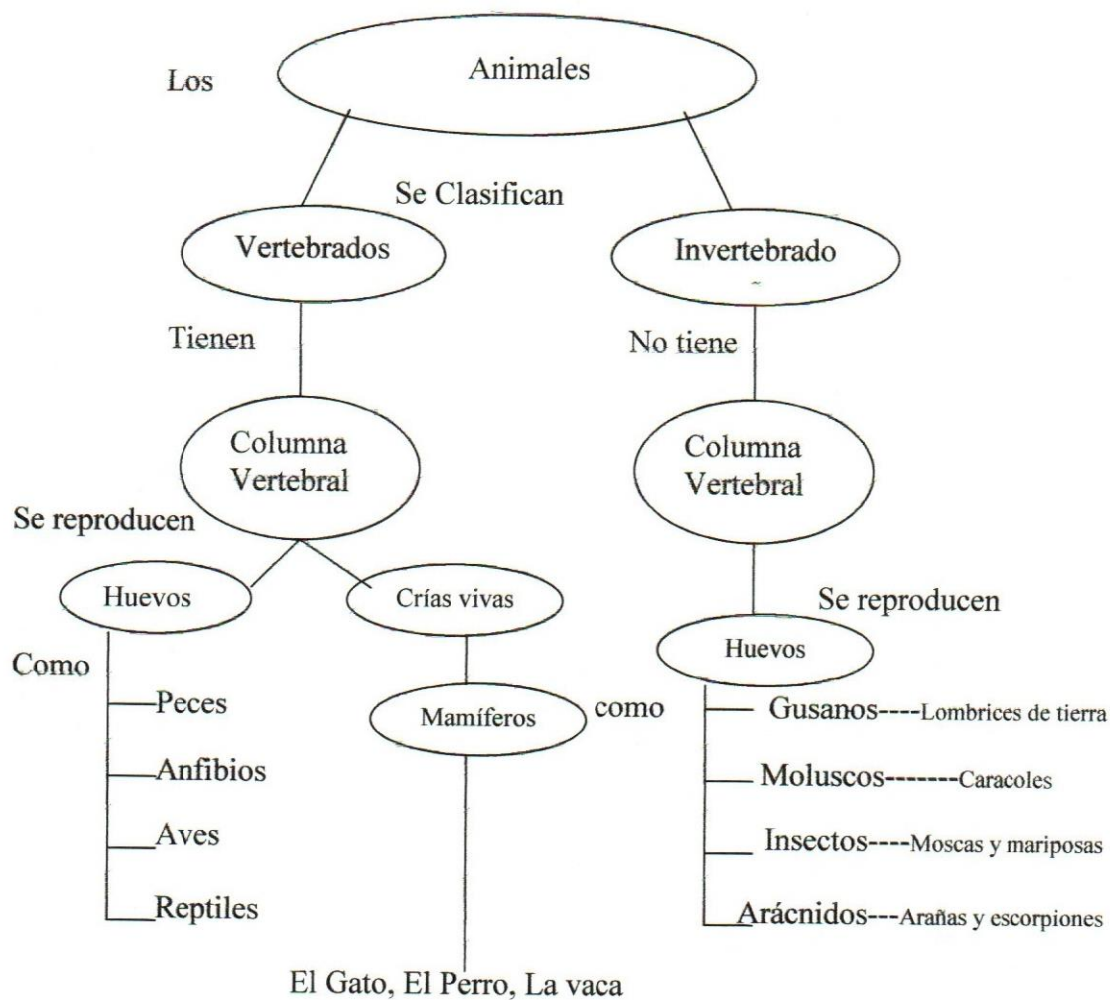 Los
Animales
Se Clasifican
Vertebrados
Invertebrado
Tienen
No tiene
Columna
Vertebral
Columna
Vertebral
Se reproducen
Huevos
Crías vivas
Se reproducen
Huevos
Como
Peces
Anfibios
Aves
Reptiles
Mamíferos
como
El Gato, El Perro, La vaca
Gusanos----Lombrices de tierra
Moluscos-------Caracoles
Insectos----Moscas y mariposas
Arácnidos---Arañas y escorpiones